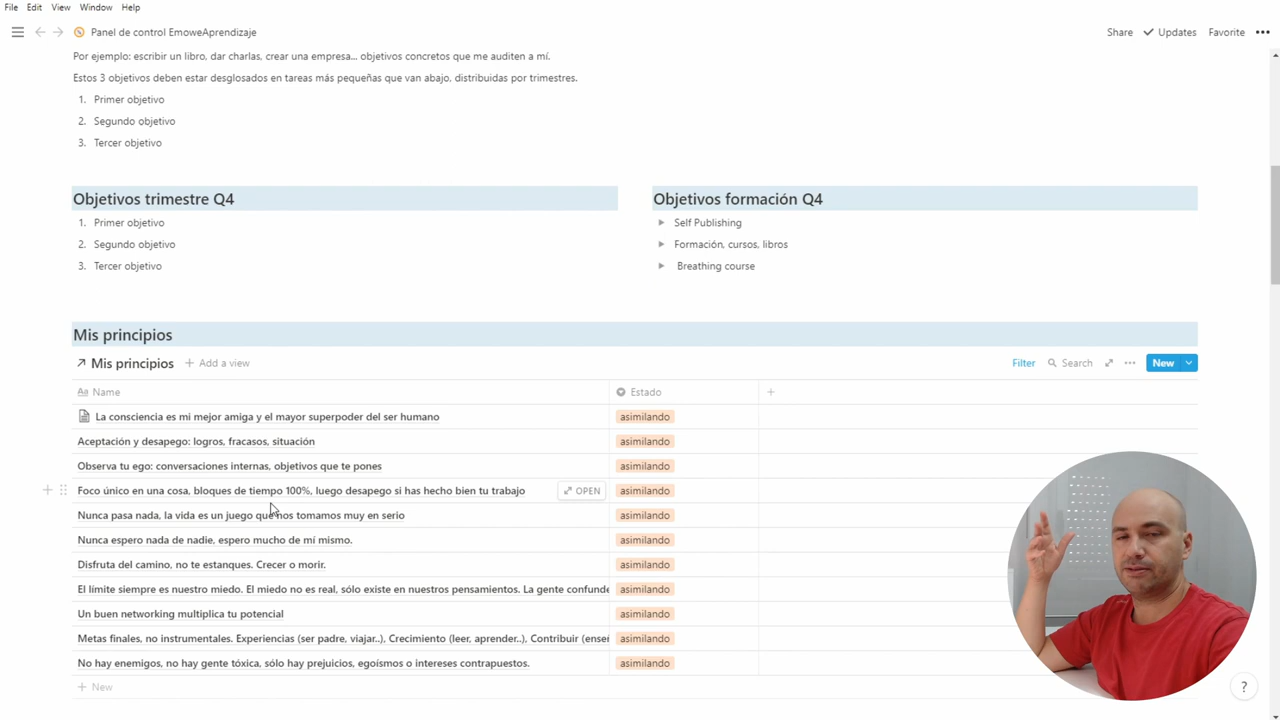 File Edit View Window Help
Panel de control EmoweAprendizaje
Share Updates Favorite
Por ejemplo: escribir un libro, dar charlas, crear una empresa... objetivos concretos que me auditen a mí.
Estos 3 objetivos deben estar desglosados en tareas más pequeñas que van abajo, distribuidas por trimestres.
1. Primer objetivo
2. Segundo objetivo
3. Tercer objetivo
Objetivos trimestre Q4
1. Primer objetivo
2. Segundo objetivo
3. Tercer objetivo
Objetivos formación Q4
Self Publishing
Formación, cursos, libros
Breathing course
Mis principios
Mis principios + Add a view
Filter Search ••• New
Aa Name Estado +
La consciencia es mi mejor amiga y el mayor superpoder del ser humano asimilando
Aceptación y desapego: logros, fracasos, situación asimilando
Observa tu ego: conversaciones internas, objetivos que te pones asimilando
Foco único en una cosa, bloques de tiempo 100%, luego desapego si has hecho bien tu trabajo OPEN asimilando
Nunca pasa nada, la vida es un juego que nos tomamos muy en serio asimilando
Nunca espero nada de nadie, espero mucho de mí mismo. asimilando
Disfruta del camino, no te estanques. Crecer o morir. asimilando
El límite siempre es nuestro miedo. El miedo no es real, sólo existe en nuestros pensamientos. La gente confunde asimilando
Un buen networking multiplica tu potencial asimilando
Metas finales, no instrumentales. Experiencias (ser padre, viajar..), Crecimiento (leer, aprender..), Contribuir (enseñ asimilando
No hay enemigos, no hay gente tóxica, sólo hay prejuicios, egoísmos o intereses contrapuestos. asimilando
+ New
?